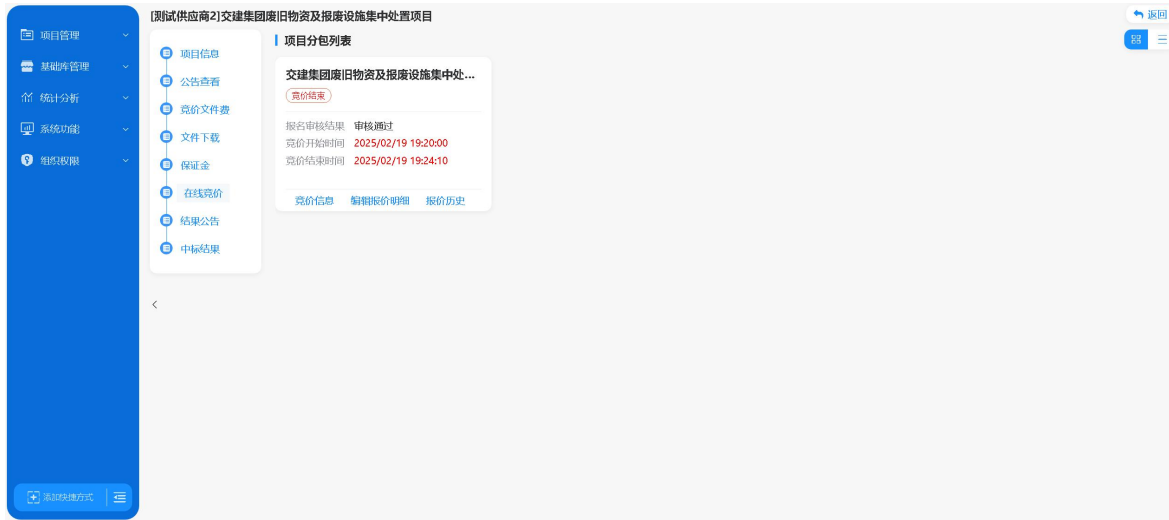 [测试供应商2]交建集团废旧物资及报废设施集中处置项目
返回
项目管理
基础库管理
统计分析
系统功能
组织权限
添加快捷方式
项目信息
公告查看
竞价文件费
文件下载
保证金
在线竞价
结果公告
中标结果
项目分包列表
交建集团废旧物资及报废设施集中处...
竞价结束
报名审核结果 审核通过
竞价开始时间 2025/02/19 19:20:00
竞价结束时间 2025/02/19 19:24:10
竞价信息 编辑报价明细 报价历史